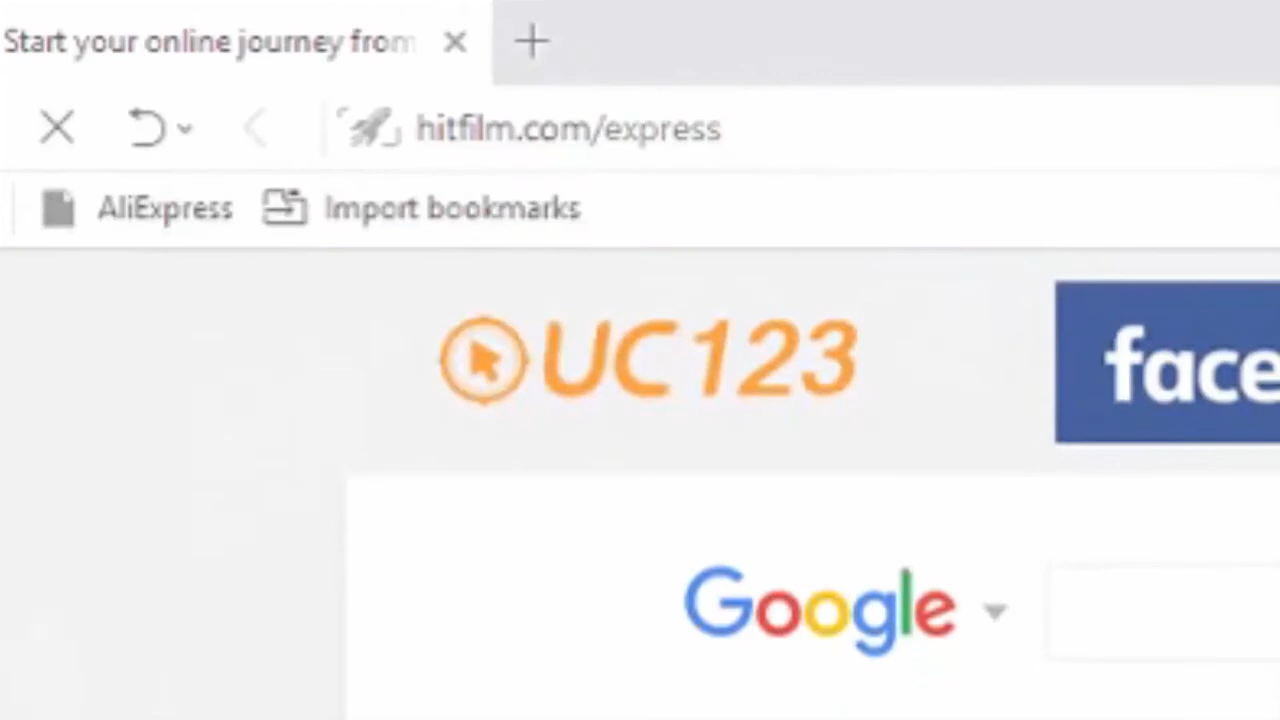 Start your online journey from
hitfilm.com/express
AliExpress Import bookmarks
UC123
face
Google